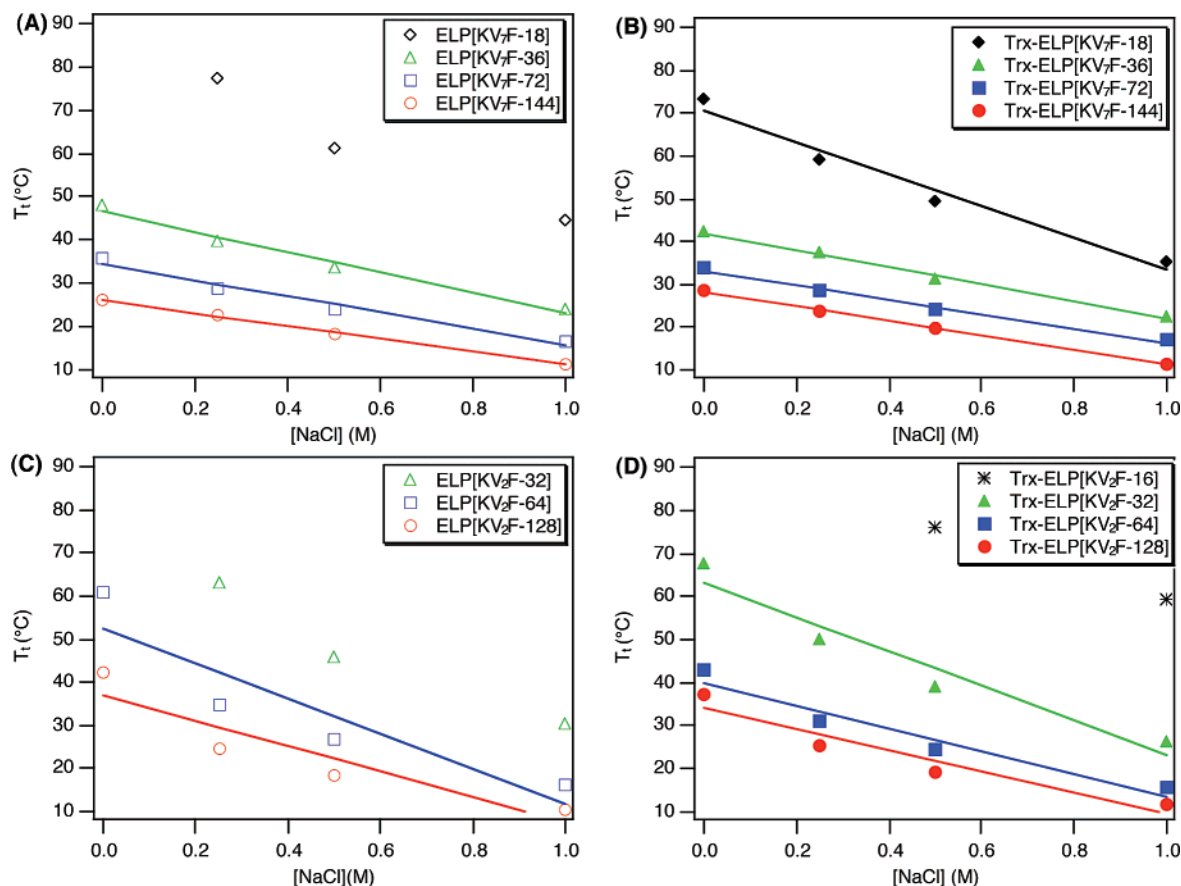 (A)
90
80
70
60
50
40
30
20
10
Tt (°C)
0.0 0.2 0.4 0.6 0.8 1.0
[NaCl] (M)
ELP[KV7F-18]
ELP[KV7F-36]
ELP[KV7F-72]
ELP[KV7F-144]
(B)
90
80
70
60
50
40
30
20
10
Tt (°C)
0.0 0.2 0.4 0.6 0.8 1.0
[NaCl] (M)
Trx-ELP[KV7F-18]
Trx-ELP[KV7F-36]
Trx-ELP[KV7F-72]
Trx-ELP[KV7F-144]
(C)
90
80
70
60
50
40
30
20
10
Tt (°C)
0.0 0.2 0.4 0.6 0.8 1.0
[NaCl](M)
ELP[KV2F-32]
ELP[KV2F-64]
ELP[KV2F-128]
(D)
90
80
70
60
50
40
30
20
10
Tt (°C)
0.0 0.2 0.4 0.6 0.8 1.0
[NaCl] (M)
Trx-ELP[KV2F-16]
Trx-ELP[KV2F-32]
Trx-ELP[KV2F-64]
Trx-ELP[KV2F-128]